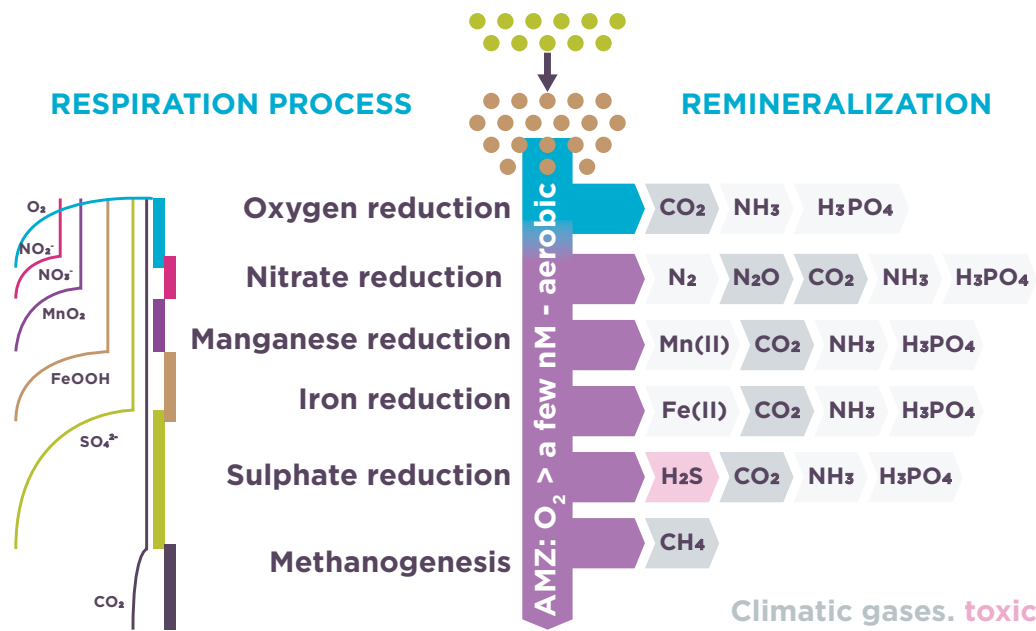 RESPIRATION PROCESS
REMINERALIZATION
O₂
NO₂⁻
NO₃⁻
MnO₂
FeOOH
SO₄²⁻
CO₂
Oxygen reduction
Nitrate reduction
Manganese reduction
Iron reduction
Sulphate reduction
Methanogenesis
AMZ: O₂ > a few nM - aerobic
CO₂ NH₃ H₃PO₄
N₂ N₂O CO₂ NH₃ H₃PO₄
Mn(II) CO₂ NH₃ H₃PO₄
Fe(II) CO₂ NH₃ H₃PO₄
H₂S CO₂ NH₃ H₃PO₄
CH₄
Climatic gases. toxic